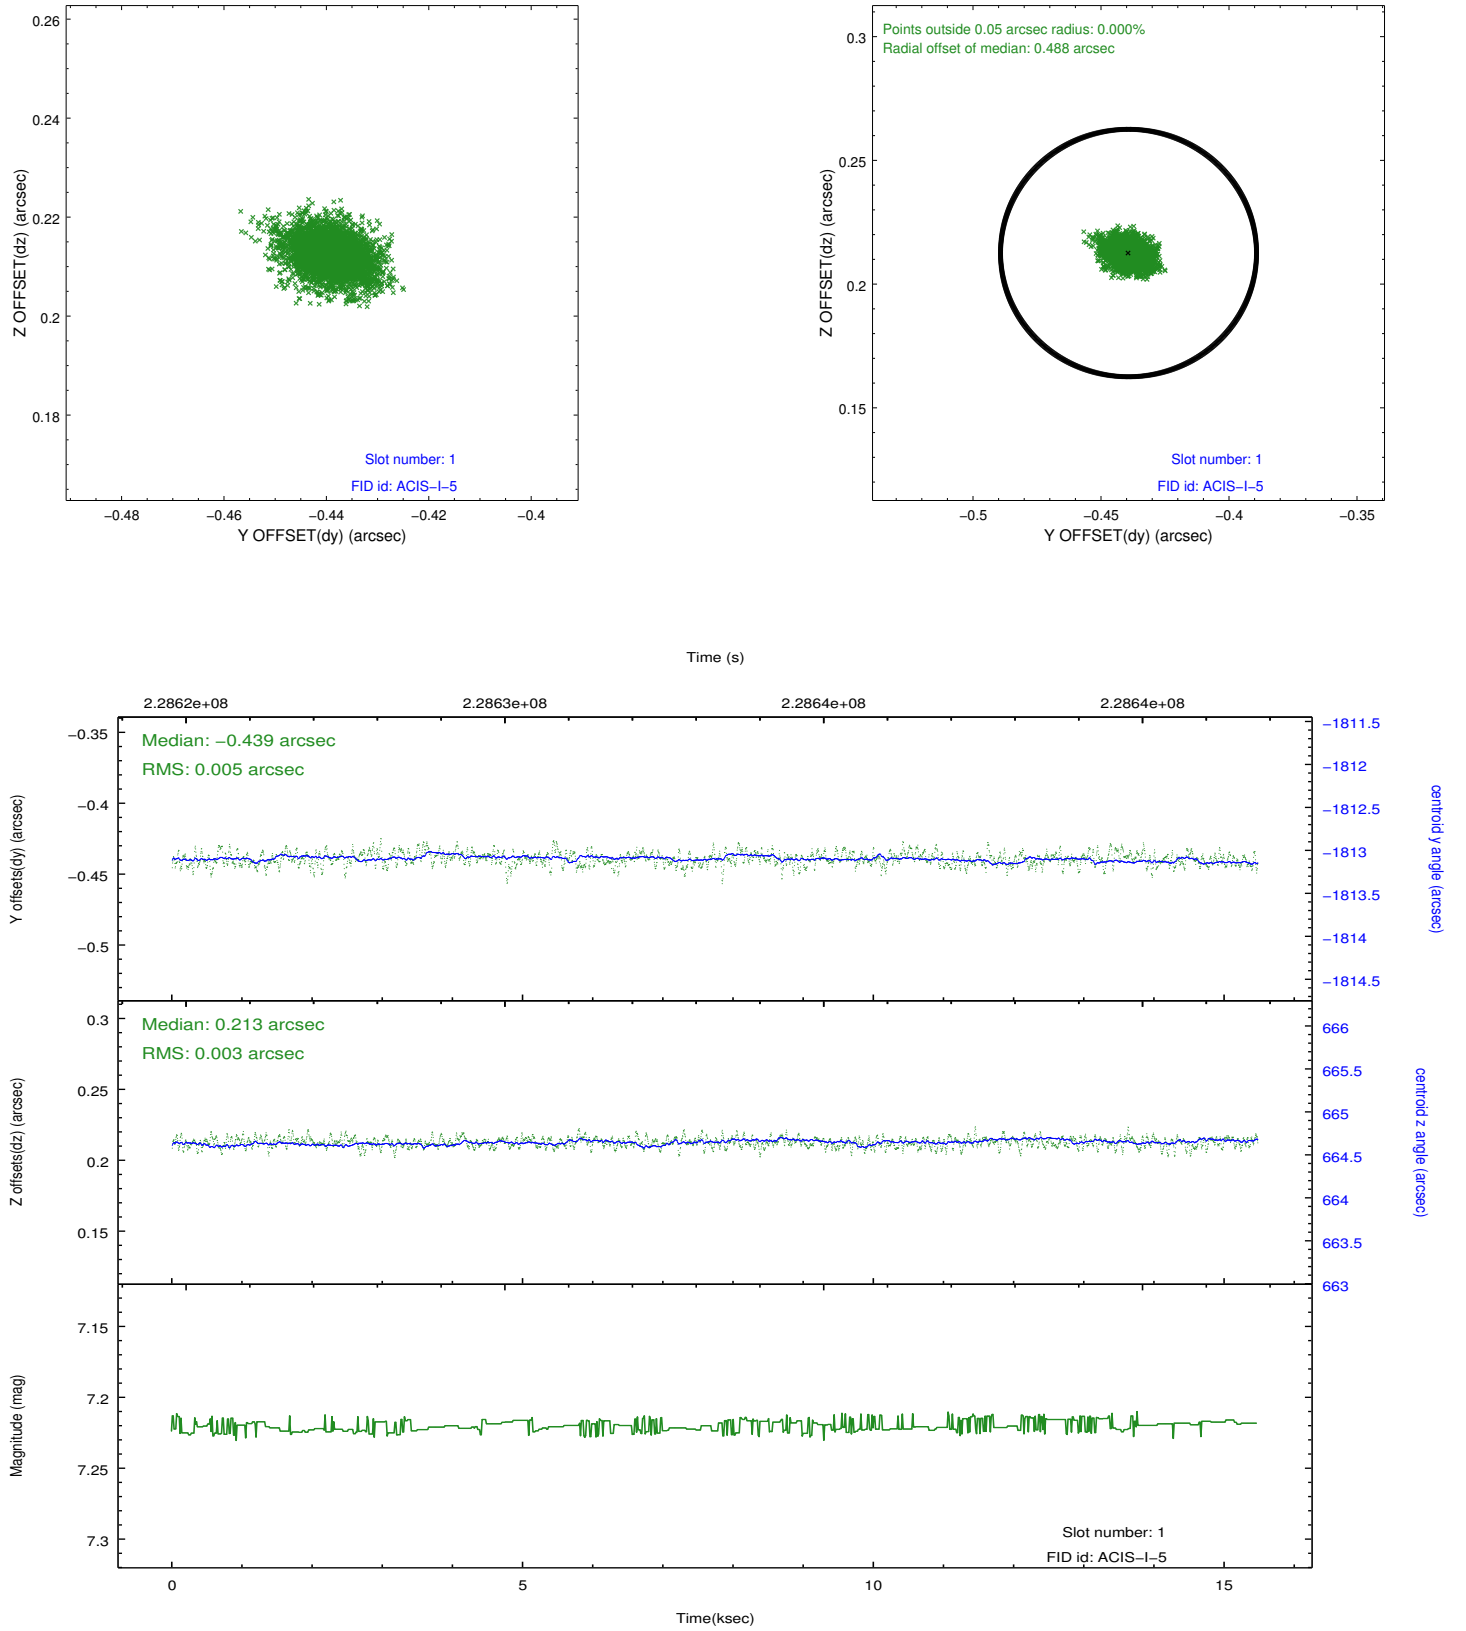 0.26
0.24
0.22
0.2
0.18
Z OFFSET(dz) (arcsec)
Slot number: 1
FID id: ACIS−I−5
−0.48 −0.46 −0.44 −0.42 −0.4
Y OFFSET(dy) (arcsec)
Points outside 0.05 arcsec radius: 0.000%
Radial offset of median: 0.488 arcsec
0.3
0.25
0.2
0.15
Z OFFSET(dz) (arcsec)
Slot number: 1
FID id: ACIS−I−5
−0.5 −0.45 −0.4 −0.35
Y OFFSET(dy) (arcsec)
Time (s)
2.2862e+08 2.2863e+08 2.2864e+08 2.2864e+08
Median: −0.439 arcsec
RMS: 0.005 arcsec
−0.35
−0.4
−0.45
−0.5
Y offsets(dy) (arcsec)
−1811.5
−1812
−1812.5
−1813
−1813.5
−1814
−1814.5
centroid y angle (arcsec)
Median: 0.213 arcsec
RMS: 0.003 arcsec
0.3
0.25
0.2
0.15
Z offsets(dz) (arcsec)
666
665.5
665
664.5
664
663.5
663
centroid z angle (arcsec)
7.15
7.2
7.25
7.3
Magnitude (mag)
Slot number: 1
FID id: ACIS−I−5
0 5 10 15
Time(ksec)